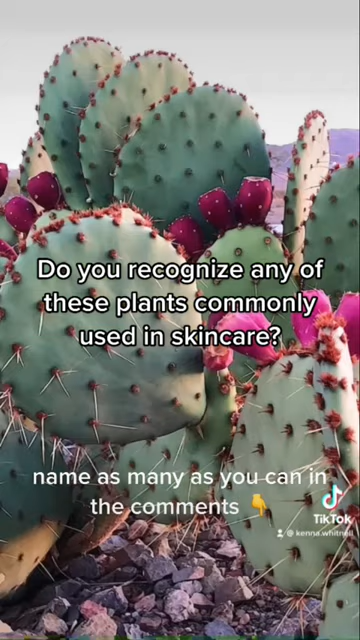 Do you recognize any of
these plants commonly
used in skincare?
name as many as you can in
the comments 👇
TikTok
@ kenna.whitnell